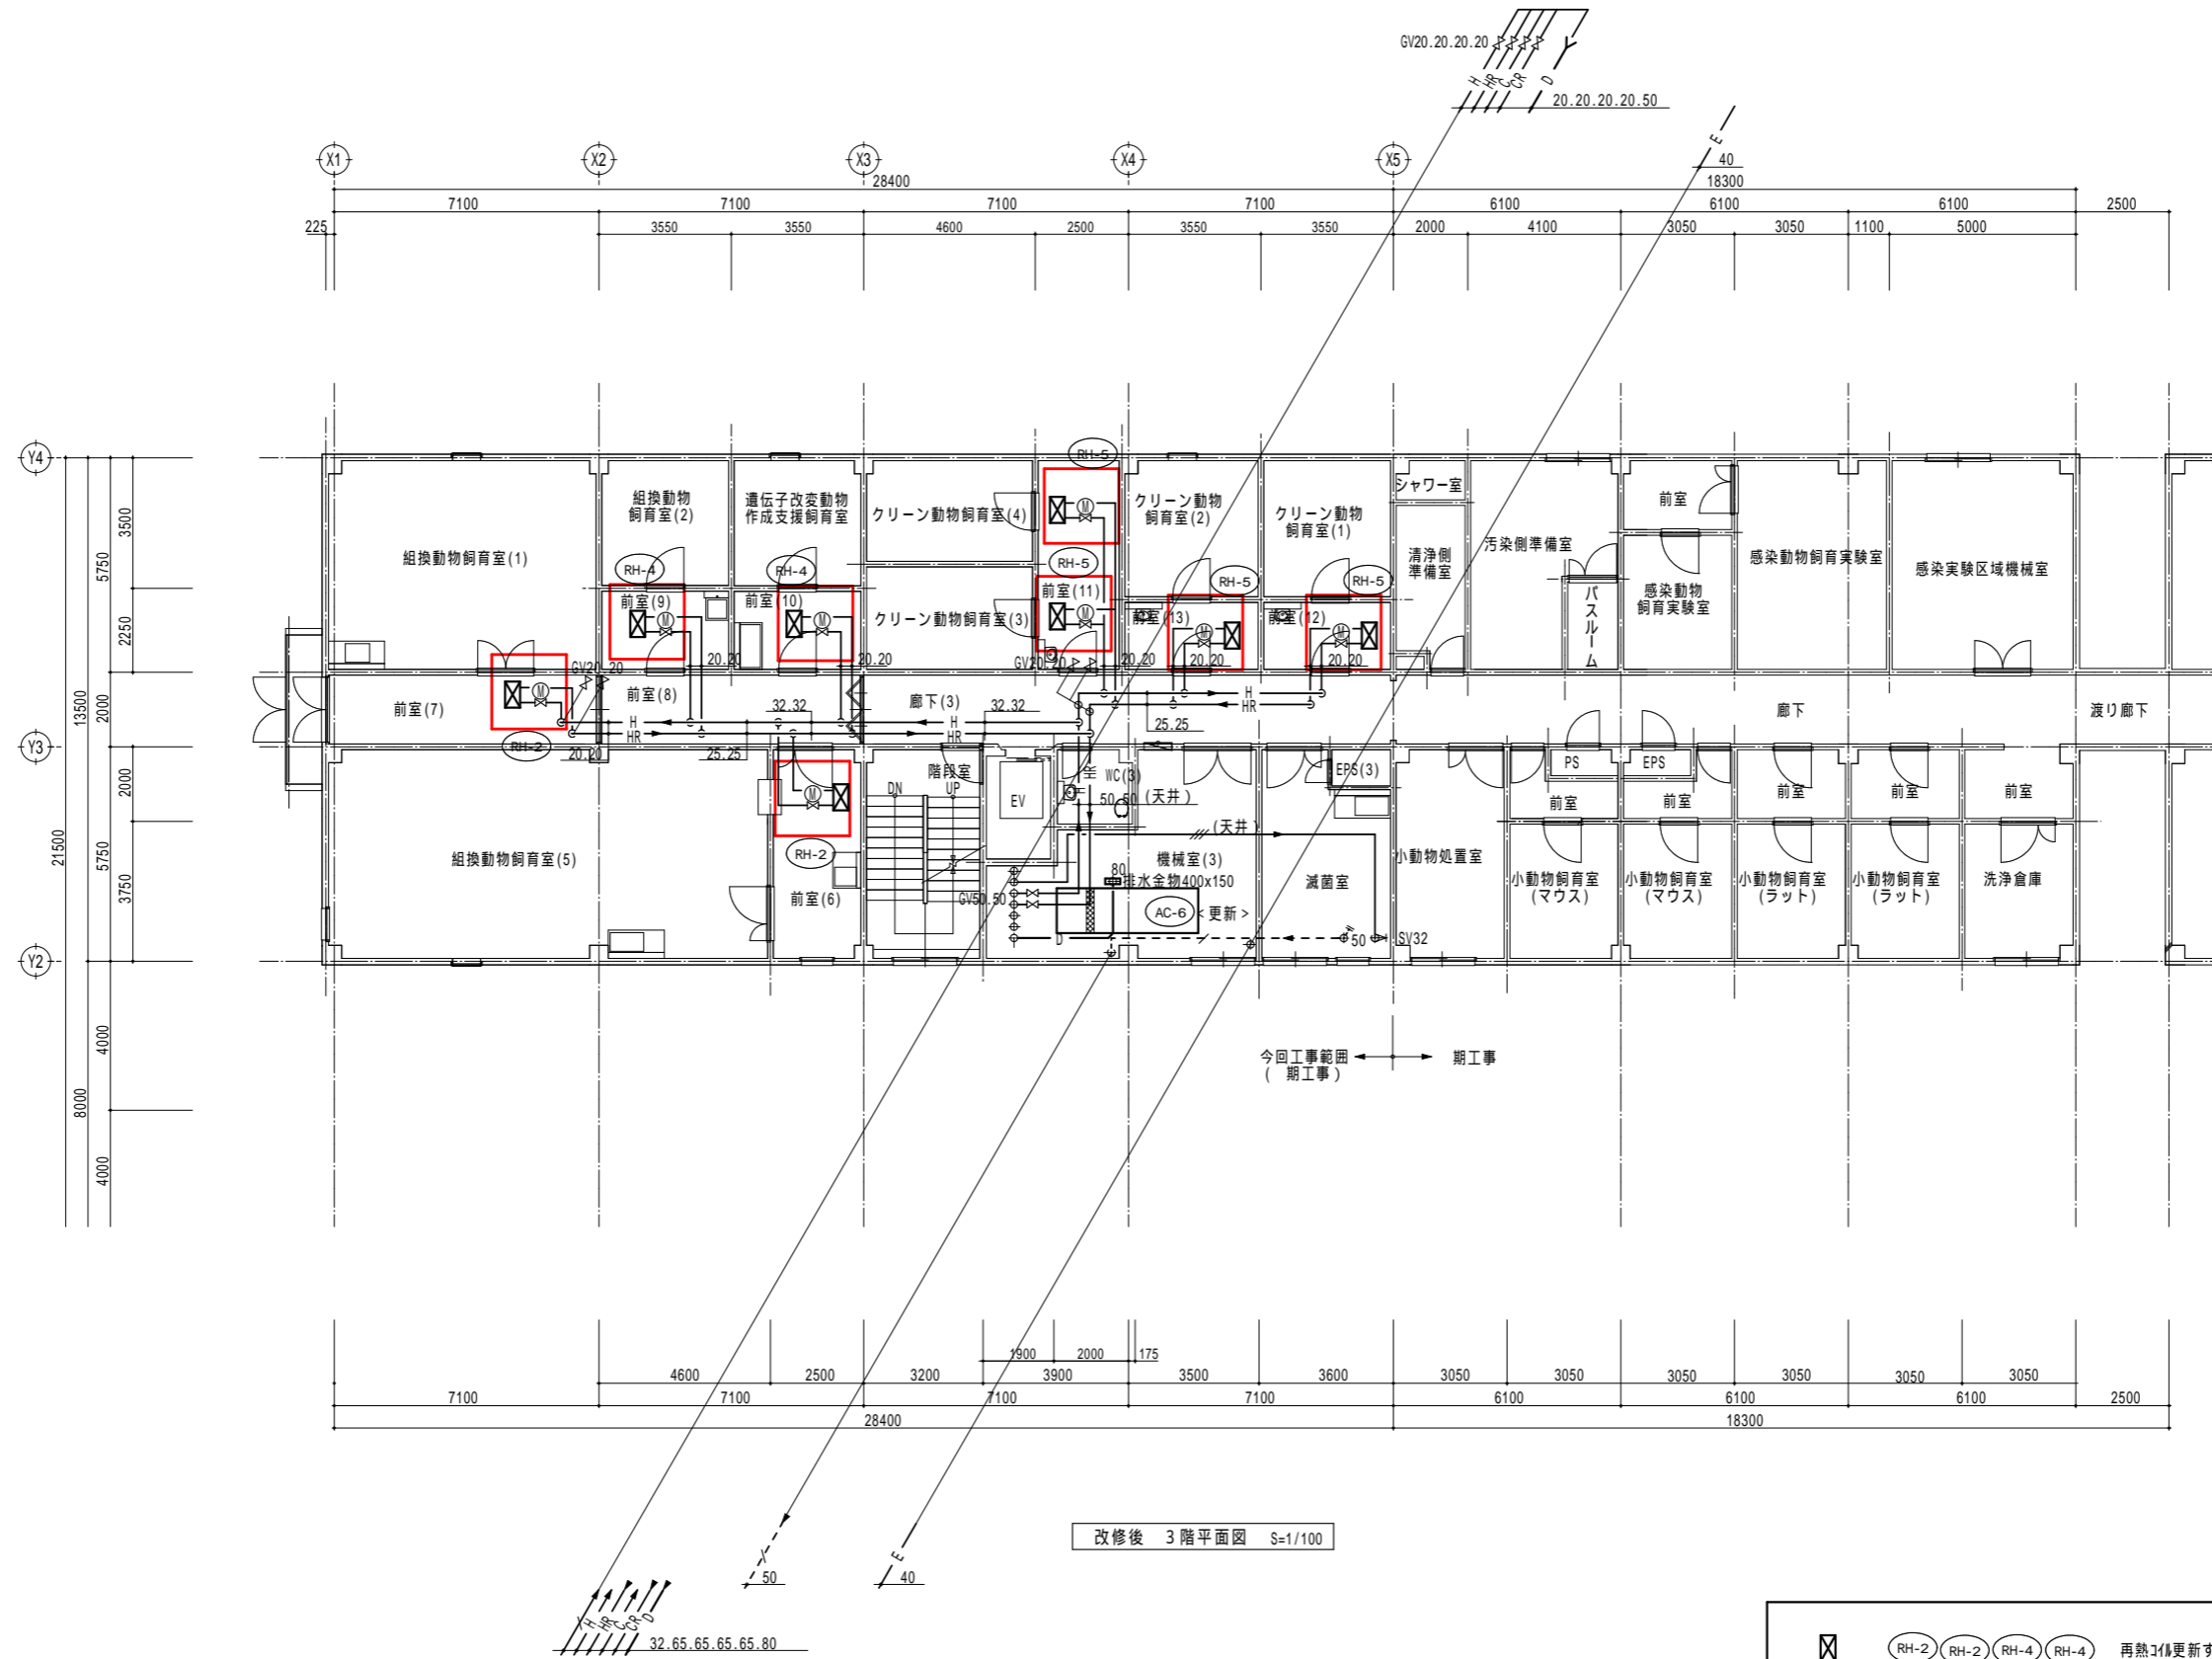 GV20.20.20.20
H
HR
C
CR
D
20.20.20.20.50
E
40
X1
X2
X3
X4
X5
28400
18300
7100
7100
7100
7100
6100
6100
6100
2500
225
3550
3550
4600
2500
3550
3550
2000
4100
3050
3050
1100
5000
Y4
Y3
Y2
21500
13500
8000
5750
5750
4000
4000
3500
2250
2000
2000
3750
RH-5
組換動物飼育室(1)
組換動物
飼育室(2)
遺伝子改変動物
作成支援飼育室
クリーン動物飼育室(4)
クリーン動物
飼育室(2)
クリーン動物
飼育室(1)
シャワー室
清浄側
準備室
汚染側準備室
前室
感染動物飼育実験室
感染実験区域機械室
RH-4
RH-4
RH-5
RH-5
RH-5
前室(9)
前室(10)
クリーン動物飼育室(3)
前室(11)
前室(13)
前室(12)
パスルーム
感染動物
飼育実験室
M
M
M
M
M
M
M
M
GV20.20
20.20
20.20
GV20.20
20.20
20.20
20.20
前室(7)
前室(8)
廊下(3)
廊下
渡り廊下
32.32
32.32
H
HR
H
HR
H
HR
25.25
RH-2
20.20
25.25
組換動物飼育室(5)
RH-2
前室(6)
階段室
DN
UP
EV
WC(3)
H
HR
50.50(天井)
(天井)
EPS(3)
PS
EPS
前室
前室
前室
前室
前室
機械室(3)
80
排水金物400x150
滅菌室
小動物処置室
小動物飼育室
(マウス)
小動物飼育室
(マウス)
小動物飼育室
(ラット)
小動物飼育室
(ラット)
洗浄倉庫
GV50.50
AC-6
<更新>
D
50
SV32
今回工事範囲
( 期工事)
期工事
1900
2000
175
4600
2500
3200
3900
3500
3600
3050
3050
3050
3050
3050
3050
7100
7100
7100
7100
6100
6100
6100
2500
28400
18300
改修後 3階平面図 S=1/100
50
E
40
H
HR
C
CR
D
32.65.65.65.65.80
RH-2
RH-2
RH-4
RH-4
再熱コイル更新す